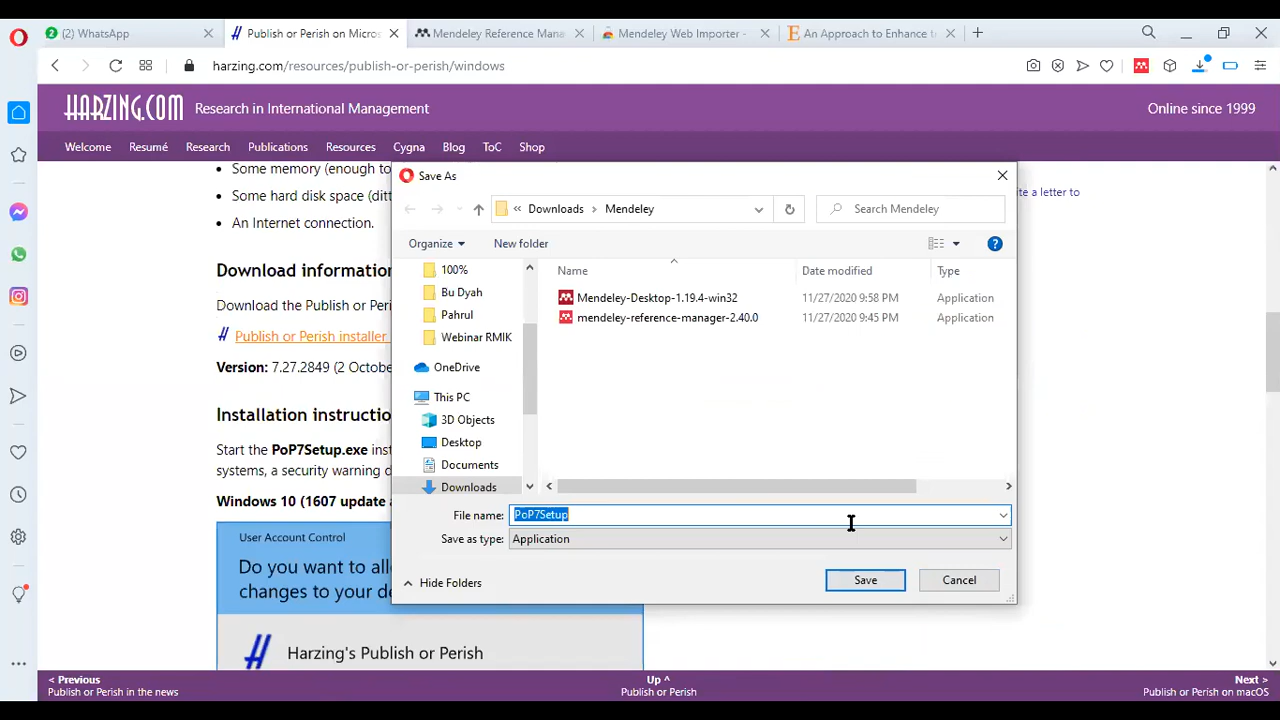 2
(2) WhatsApp
Publish or Perish on Micros
Mendeley Reference Mana
Mendeley Web Importer -
An Approach to Enhance t
harzing.com/resources/publish-or-perish/windows
HARZING.COM
Research in International Management
Online since 1999
Welcome
Resumé
Research
Publications
Resources
Cygna
Blog
ToC
Shop
Some memory (enough to
Some hard disk space (ditt
An Internet connection.
te a letter to
Download information
Download the Publish or Peri
Publish or Perish installer
Version: 7.27.2849 (2 Octobe
Installation instructio
Start the PoP7Setup.exe inst
systems, a security warning d
Windows 10 (1607 update a
User Account Control
Do you want to allo
changes to your de
Harzing's Publish or Perish
Save As
« Downloads > Mendeley
Search Mendeley
Organize
New folder
100%
Bu Dyah
Pahrul
Webinar RMIK
OneDrive
This PC
3D Objects
Desktop
Documents
Downloads
Name
Date modified
Type
Mendeley-Desktop-1.19.4-win32
11/27/2020 9:58 PM
Application
mendeley-reference-manager-2.40.0
11/27/2020 9:45 PM
Application
File name: PoP7Setup
Save as type: Application
Hide Folders
Save
Cancel
< Previous
Publish or Perish in the news
Up ^
Publish or Perish
Next >
Publish or Perish on macOS